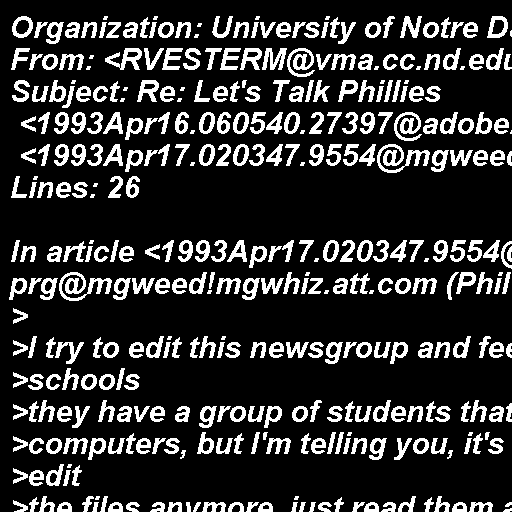 Organization: University of Notre D
From: <RVESTERM@vma.cc.nd.edu
Subject: Re: Let's Talk Phillies
<1993Apr16.060540.27397@adobe.
<1993Apr17.020347.9554@mgweed
Lines: 26

In article <1993Apr17.020347.9554@
prg@mgweed!mgwhiz.att.com (Phil
>
>I try to edit this newsgroup and fee
>schools
>they have a group of students that
>computers, but I'm telling you, it's
>edit
>the files anymore, just read them a